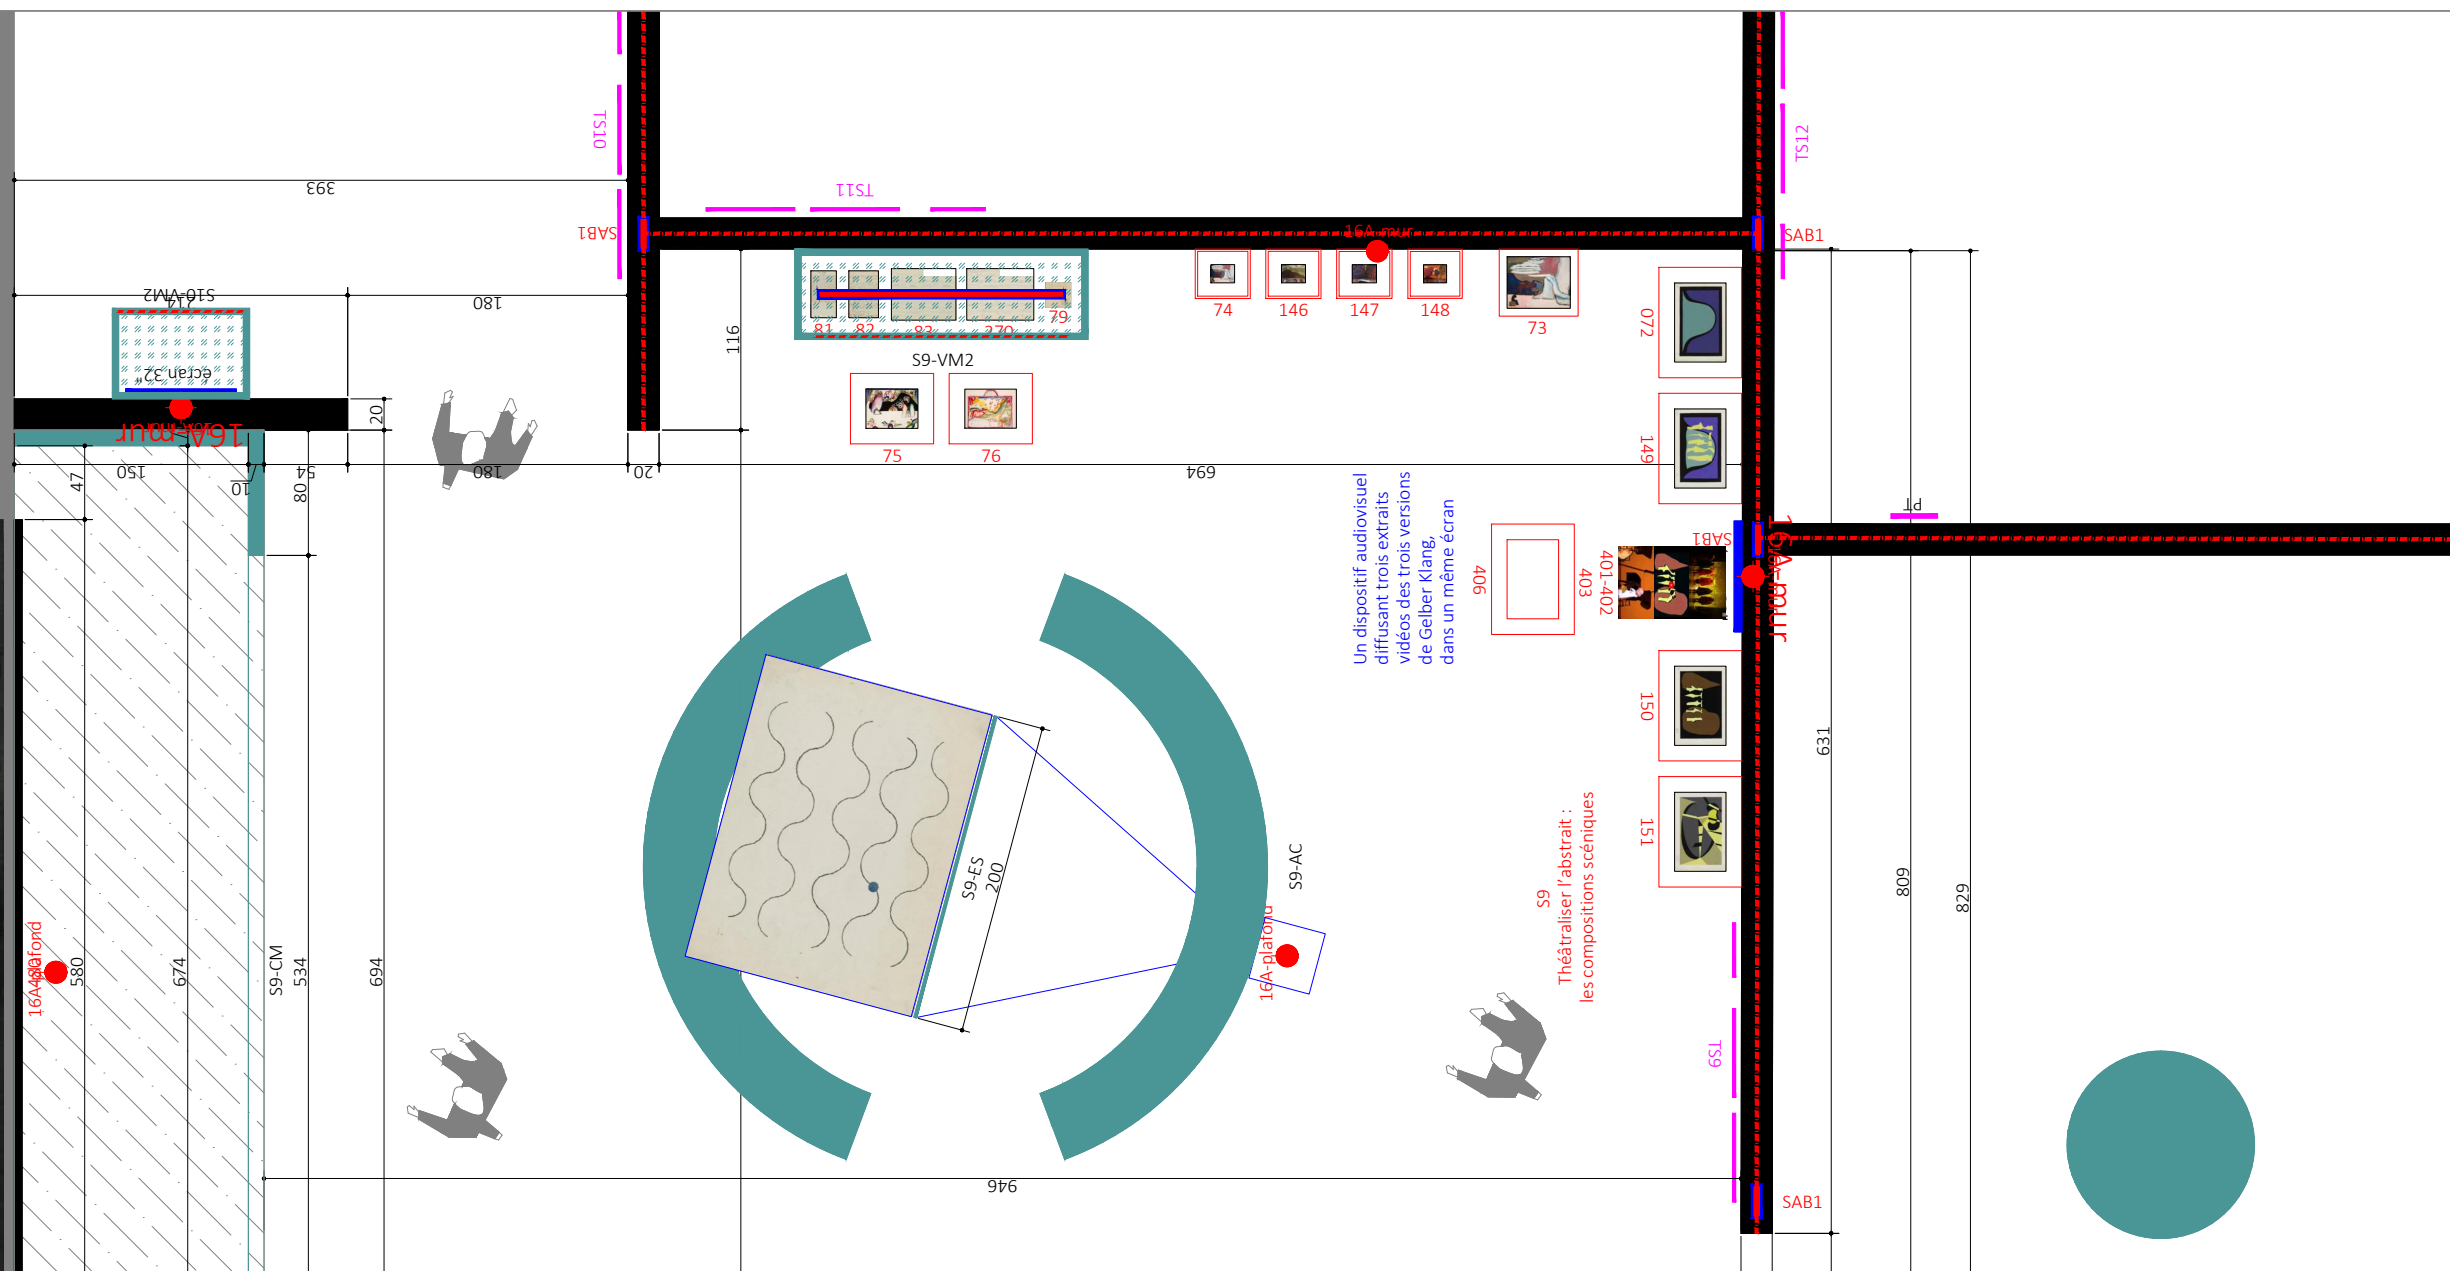 TS10
TS12
TS11
393
SAB1
SAB1
16A-mur
S10-VM2
214
180
écran 32"
16A-mur
116
20
81
82
83
270
79
S9-VM2
74
146
147
148
73
75
76
072
149
150
54
180
20
694
10
47
80
Un dispositif audiovisuel
diffusant trois extraits
vidéos des trois versions
de Gelber Klang,
dans un même écran
406
403
401-402
SAB1
16A-mur
PT
150
151
631
809
829
S9-ES
200
S9-AC
16A-plafond
S9
Théâtraliser l'abstrait :
les compositions scéniques
TS9
16A-plafond
580
674
S9-CM
534
694
946
SAB1